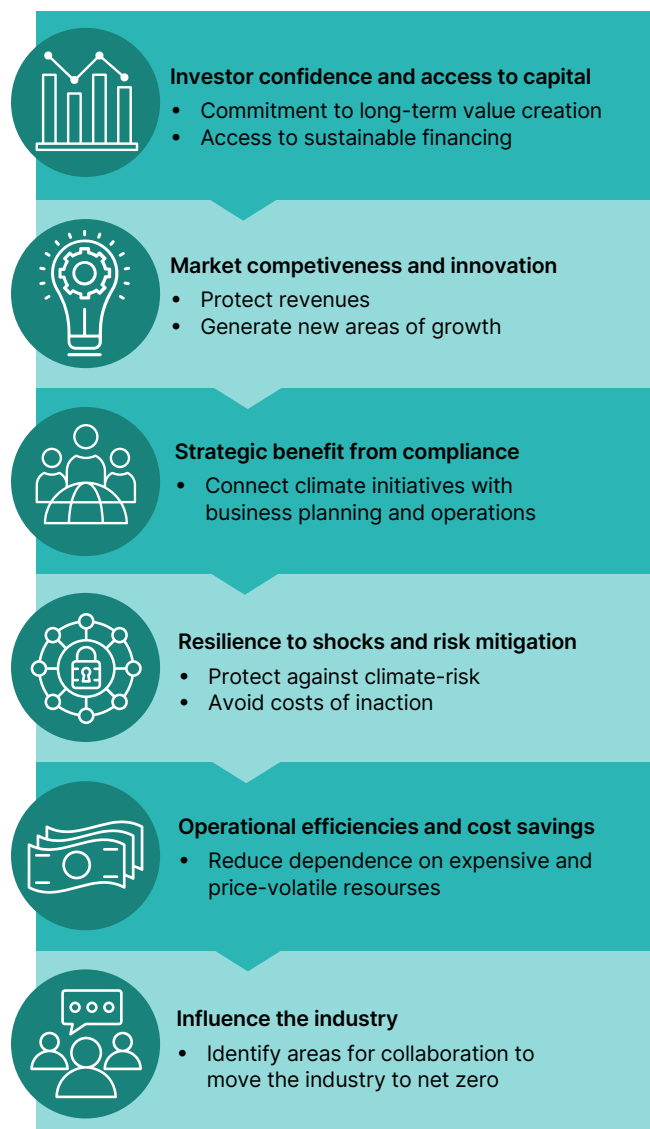 Investor confidence and access to capital
• Commitment to long-term value creation
• Access to sustainable financing
Market competiveness and innovation
• Protect revenues
• Generate new areas of growth
Strategic benefit from compliance
• Connect climate initiatives with
business planning and operations
Resilience to shocks and risk mitigation
• Protect against climate-risk
• Avoid costs of inaction
Operational efficiencies and cost savings
• Reduce dependence on expensive and
price-volatile resourses
Influence the industry
• Identify areas for collaboration to
move the industry to net zero